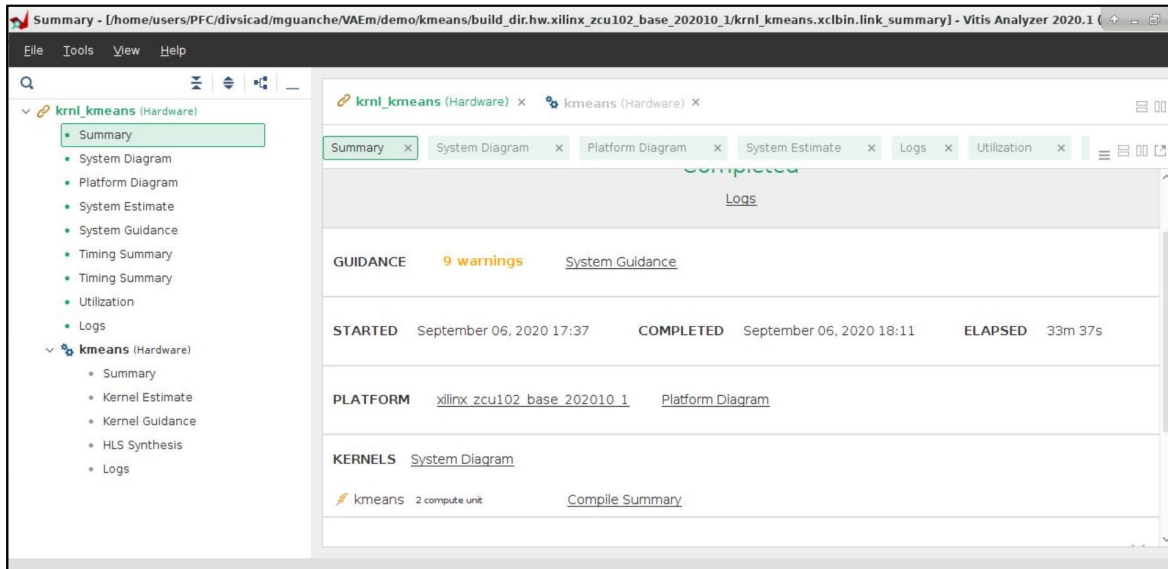 Summary - [/home/users/PFC/divsicad/mguanche/VAEm/demo/kmeans/build_dir.hw.xilinx_zcu102_base_202010_1/krnl_kmeans.xclbin.link_summary] - Vitis Analyzer 2020.1 (
File Tools View Help
krnl_kmeans (Hardware)
Summary
System Diagram
Platform Diagram
System Estimate
System Guidance
Timing Summary
Timing Summary
Utilization
Logs
kmeans (Hardware)
Summary
Kernel Estimate
Kernel Guidance
HLS Synthesis
Logs
krnl_kmeans (Hardware) × kmeans (Hardware) ×
Summary × System Diagram × Platform Diagram × System Estimate × Logs × Utilization ×
Completed
Logs
GUIDANCE 9 warnings System Guidance
STARTED September 06, 2020 17:37 COMPLETED September 06, 2020 18:11 ELAPSED 33m 37s
PLATFORM xilinx_zcu102_base_202010_1 Platform Diagram
KERNELS System Diagram
kmeans 2 compute unit Compile Summary